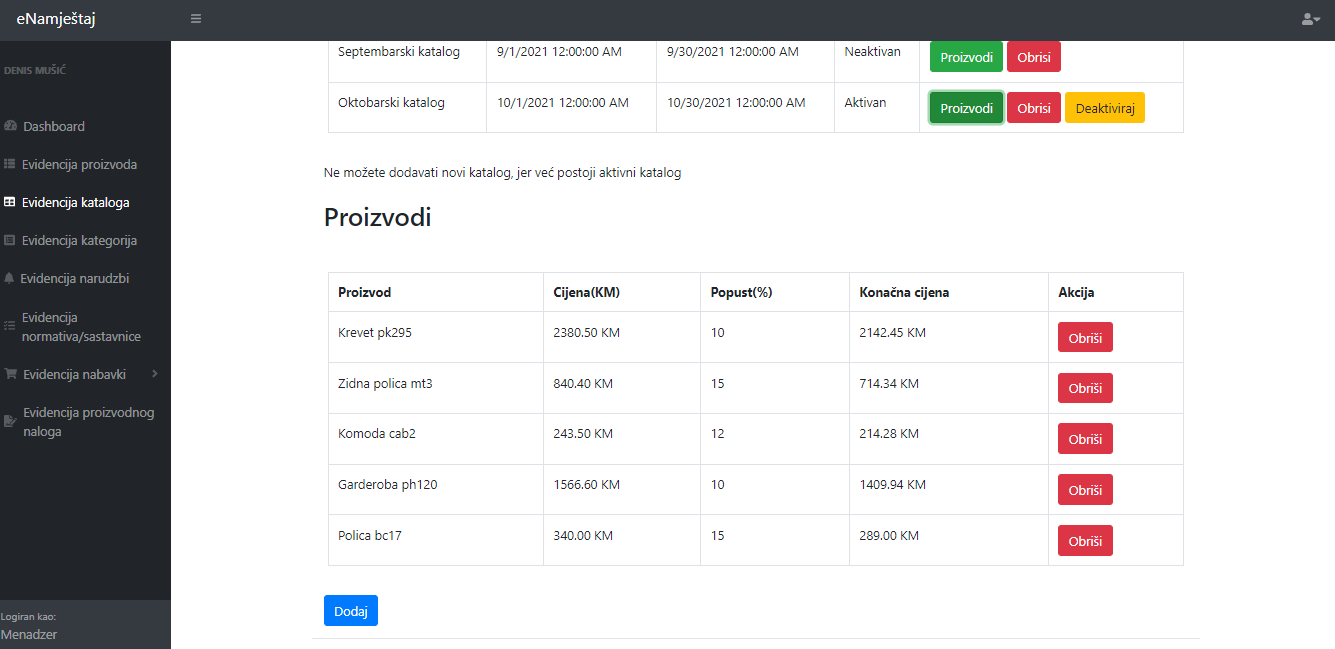 eNamještaj
DENIS MUŠIĆ
Dashboard
Evidencija proizvoda
Evidencija kataloga
Evidencija kategorija
Evidencija narudzbi
Evidencija
normativa/sastavnice
Evidencija nabavki
Evidencija proizvodnog
naloga
Logiran kao:
Menadzer
Septembarski katalog 9/1/2021 12:00:00 AM 9/30/2021 12:00:00 AM Neaktivan Proizvodi Obrisi
Oktobarski katalog 10/1/2021 12:00:00 AM 10/30/2021 12:00:00 AM Aktivan Proizvodi Obrisi Deaktiviraj
Ne možete dodavati novi katalog, jer već postoji aktivni katalog
Proizvodi
Proizvod Cijena(KM) Popust(%) Konačna cijena Akcija
Krevet pk295 2380.50 KM 10 2142.45 KM Obriši
Zidna polica mt3 840.40 KM 15 714.34 KM Obriši
Komoda cab2 243.50 KM 12 214.28 KM Obriši
Garderoba ph120 1566.60 KM 10 1409.94 KM Obriši
Polica bc17 340.00 KM 15 289.00 KM Obriši
Dodaj